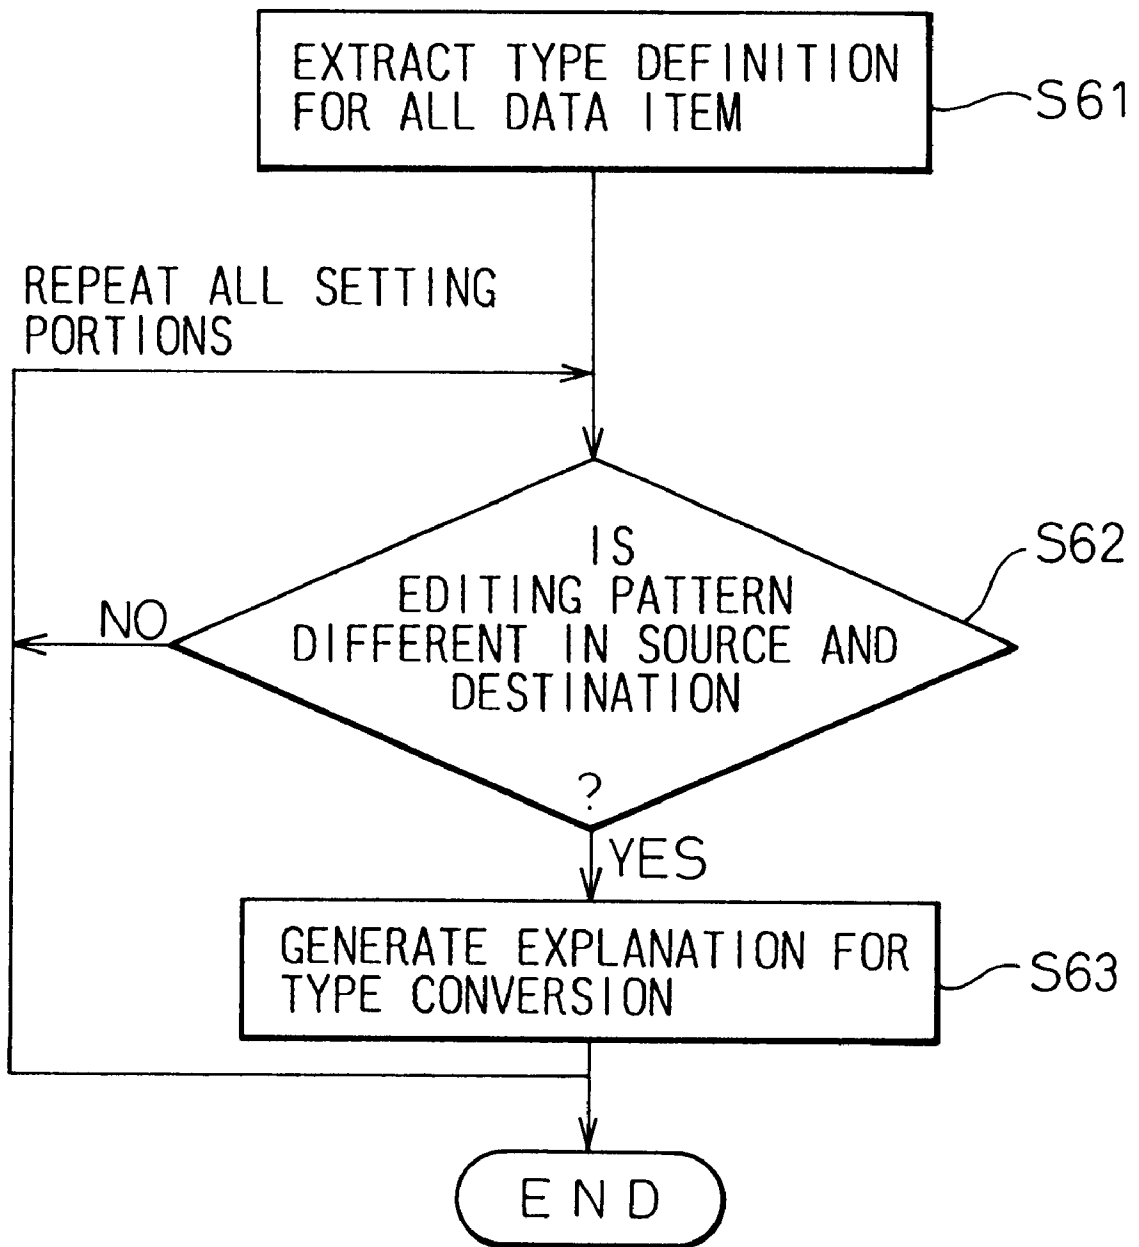 EXTRACT TYPE DEFINITION
FOR ALL DATA ITEM
S61
REPEAT ALL SETTING
PORTIONS
IS
EDITING PATTERN
DIFFERENT IN SOURCE AND
DESTINATION
?
S62
NO
YES
GENERATE EXPLANATION FOR
TYPE CONVERSION
S63
END